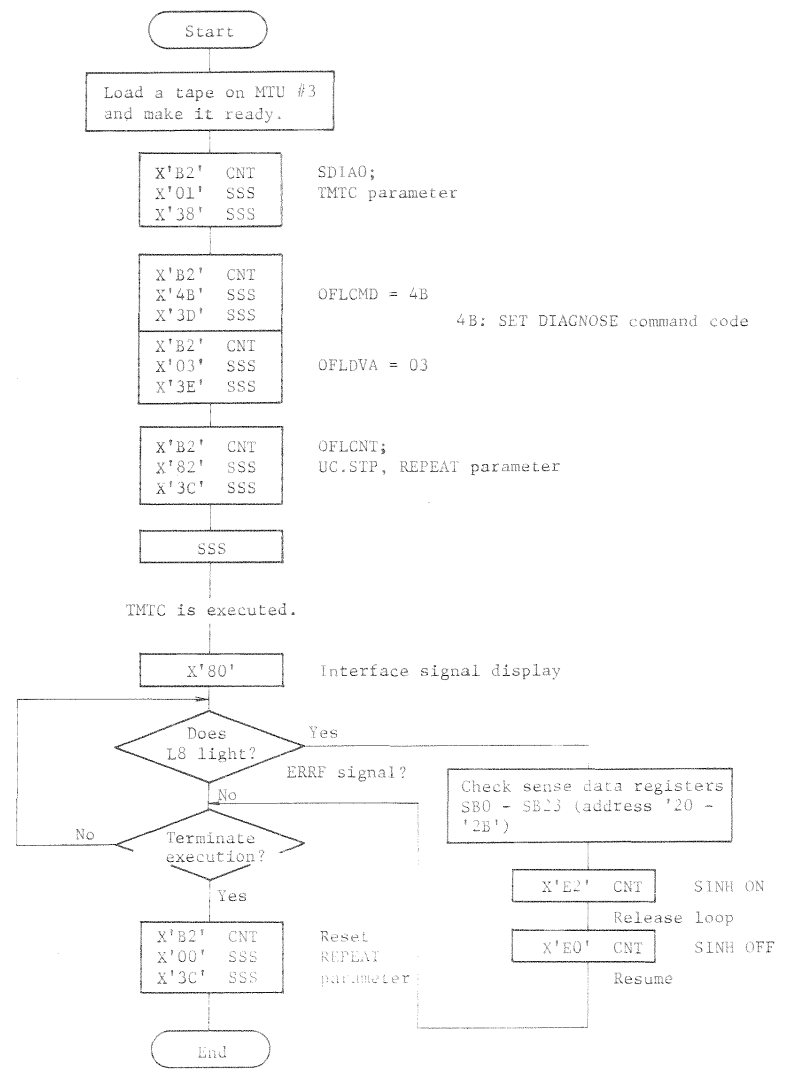 Start
Load a tape on MTU #3
and make it ready.
X'B2' CNT SDIAO;
X'01' SSS TMTC parameter
X'38' SSS
X'B2' CNT
X'4B' SSS OFLCMD = 4B
X'3D' SSS
4B: SET DIAGNOSE command code
X'B2' CNT
X'03' SSS OFLDVA = 03
X'3E' SSS
X'B2' CNT OFLCNT;
X'82' SSS UC.STP, REPEAT parameter
X'3C' SSS
SSS
TMTC is executed.
X'80' Interface signal display
Does
L8 light?
Yes
ERRF signal?
No
Check sense data registers
SB0 - SB23 (address '20 -
'2B')
No
Terminate
execution?
Yes
X'E2' CNT SINH ON
Release loop
X'E0' CNT SINH OFF
Resume
X'B2' CNT Reset
X'00' SSS REPEAT
X'3C' SSS parameter
End